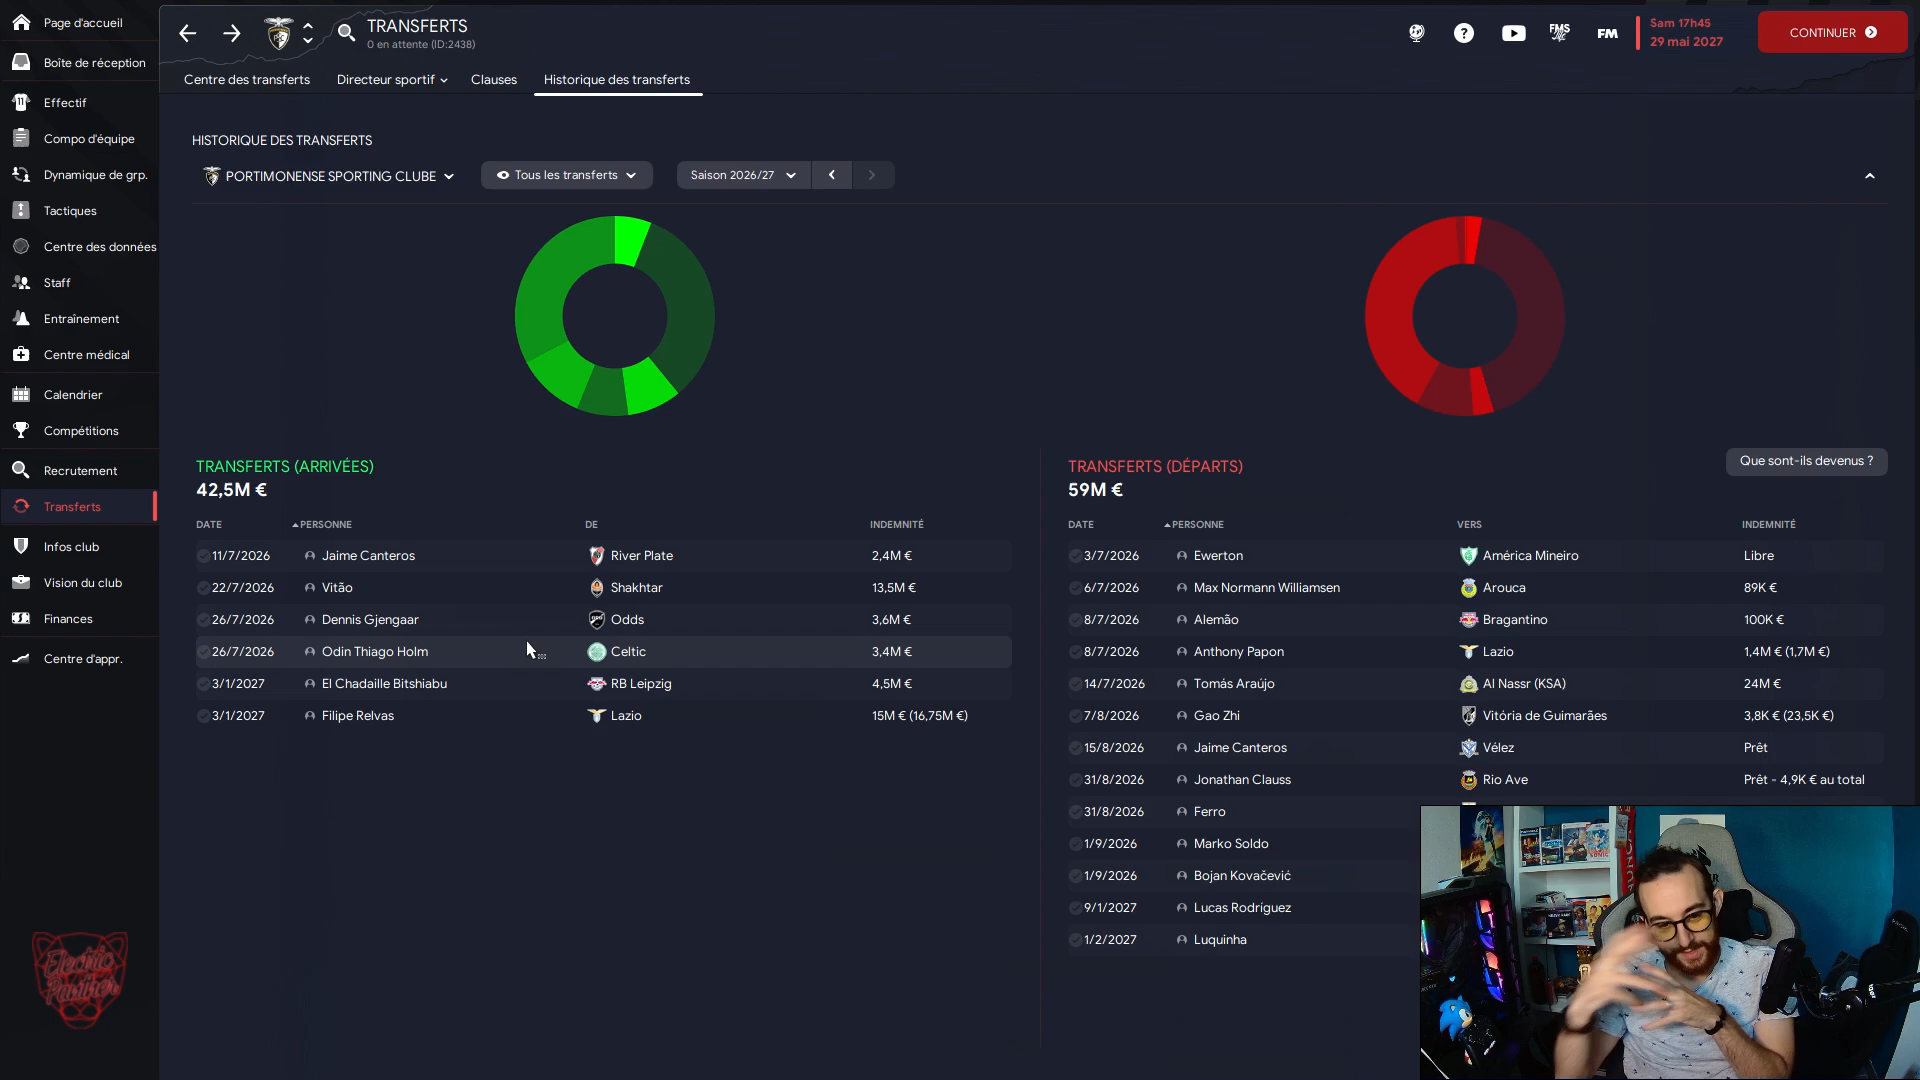 Page d'accueil
Boîte de réception
Effectif
Compo d'équipe
Dynamique de grp.
Tactiques
Centre des données
Staff
Entraînement
Centre médical
Calendrier
Compétitions
Recrutement
Transferts
Infos club
Vision du club
Finances
Centre d'appr.
Electric Panther
TRANSFERTS
0 en attente (ID:2438)
FMS
FM
Sam 17h45
29 mai 2027
CONTINUER
Centre des transferts Directeur sportif Clauses Historique des transferts
HISTORIQUE DES TRANSFERTS
PORTIMONENSE SPORTING CLUBE Tous les transferts Saison 2026/27
TRANSFERTS (ARRIVÉES)
42,5M €
DATE PERSONNE DE INDEMNITÉ
11/7/2026 Jaime Canteros River Plate 2,4M €
22/7/2026 Vitão Shakhtar 13,5M €
26/7/2026 Dennis Gjengaar Odds 3,6M €
26/7/2026 Odin Thiago Holm Celtic 3,4M €
3/1/2027 El Chadaille Bitshiabu RB Leipzig 4,5M €
3/1/2027 Filipe Relvas Lazio 15M € (16,75M €)
TRANSFERTS (DÉPARTS)
59M €
Que sont-ils devenus ?
DATE PERSONNE VERS INDEMNITÉ
3/7/2026 Ewerton América Mineiro Libre
6/7/2026 Max Normann Williamsen Arouca 89K €
8/7/2026 Alemão Bragantino 100K €
8/7/2026 Anthony Papon Lazio 1,4M € (1,7M €)
14/7/2026 Tomás Araújo Al Nassr (KSA) 24M €
7/8/2026 Gao Zhi Vitória de Guimarães 3,8K € (23,5K €)
15/8/2026 Jaime Canteros Vélez Prêt
31/8/2026 Jonathan Clauss Rio Ave Prêt - 4,9K € au total
31/8/2026 Ferro
1/9/2026 Marko Soldo
1/9/2026 Bojan Kovačević
9/1/2027 Lucas Rodríguez
1/2/2027 Luquinha